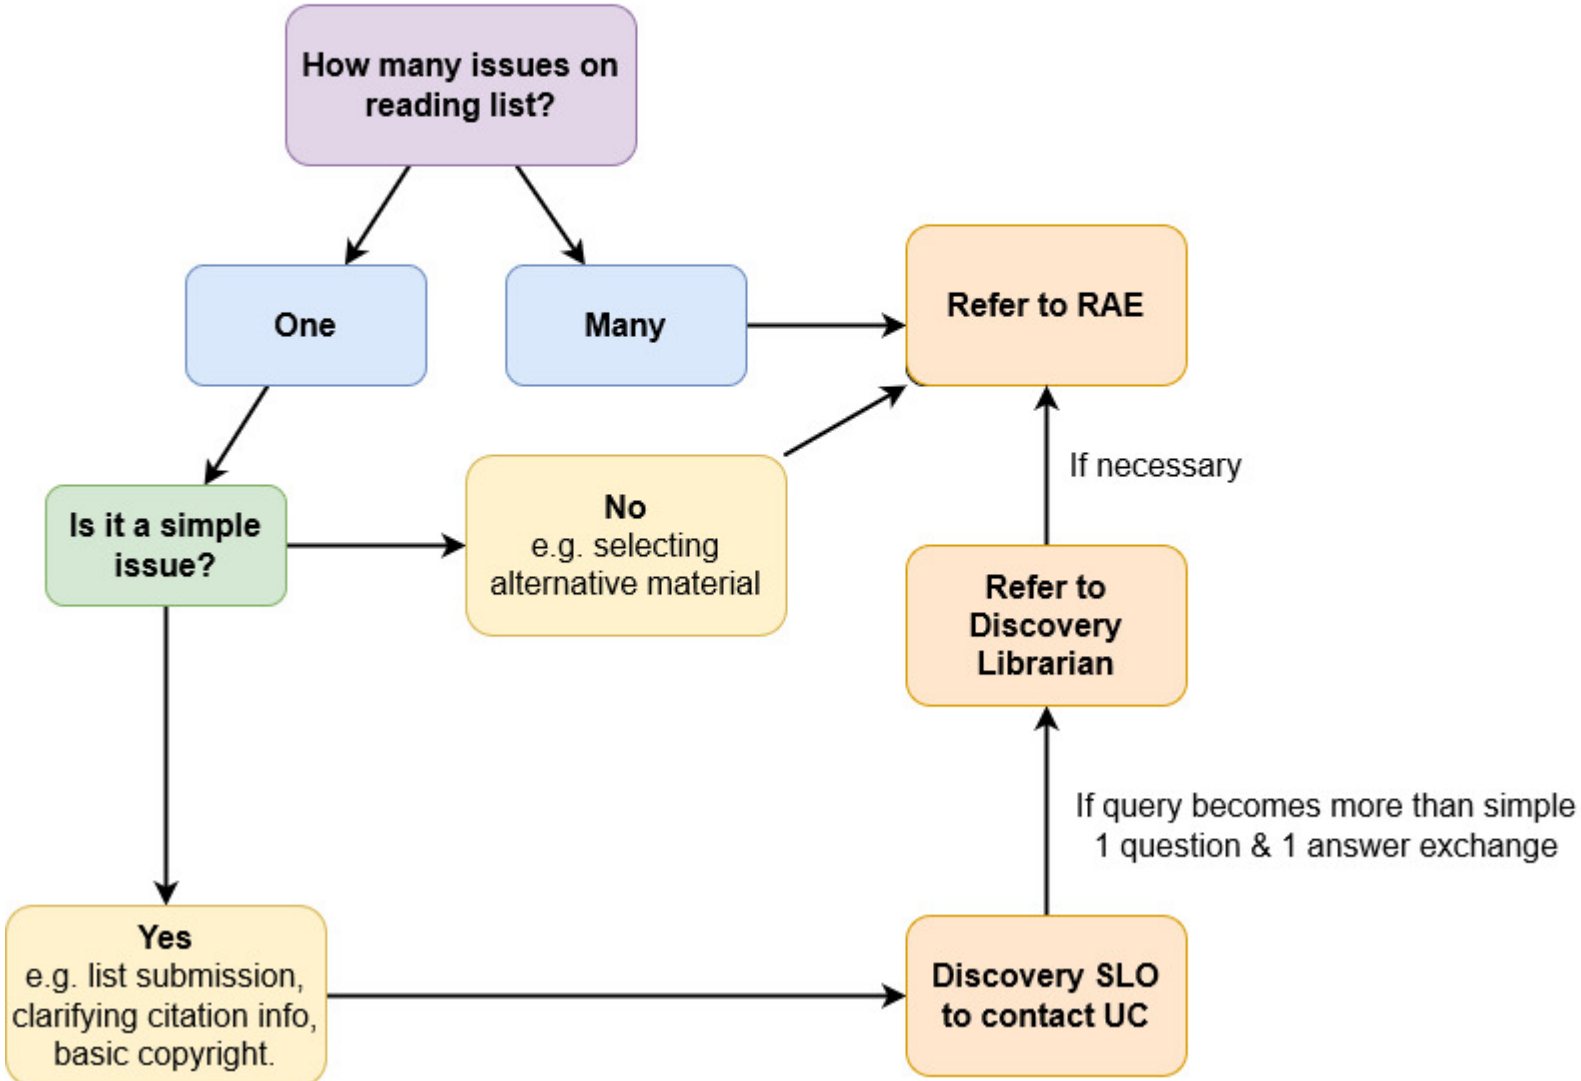 How many issues on
reading list?
One
Many
Refer to RAE
If necessary
Is it a simple
issue?
No
e.g. selecting
alternative material
Refer to
Discovery
Librarian
If query becomes more than simple
1 question & 1 answer exchange
Yes
e.g. list submission,
clarifying citation info,
basic copyright.
Discovery SLO
to contact UC